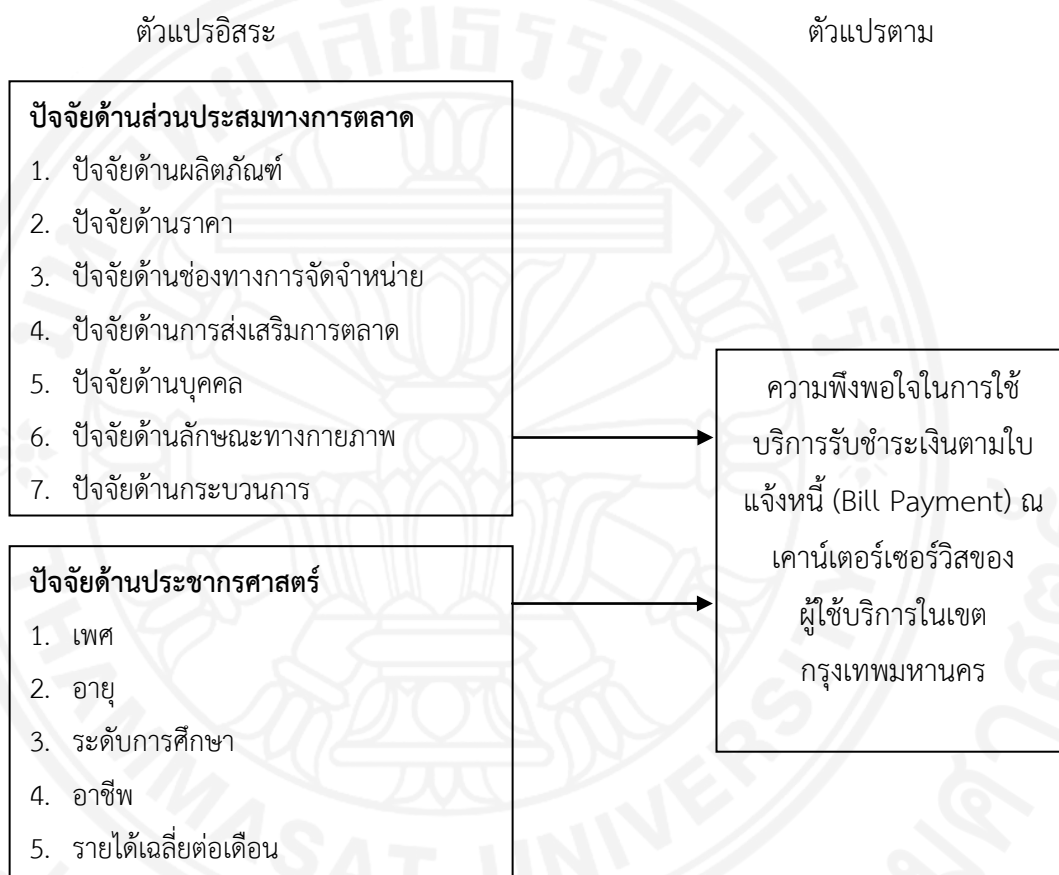 ตัวแปรอิสระ
ตัวแปรตาม
ปัจจัยด้านส่วนประสมทางการตลาด
1. ปัจจัยด้านผลิตภัณฑ์
2. ปัจจัยด้านราคา
3. ปัจจัยด้านช่องทางการจัดจำหน่าย
4. ปัจจัยด้านการส่งเสริมการตลาด
5. ปัจจัยด้านบุคคล
6. ปัจจัยด้านลักษณะทางกายภาพ
7. ปัจจัยด้านกระบวนการ
ปัจจัยด้านประชากรศาสตร์
1. เพศ
2. อายุ
3. ระดับการศึกษา
4. อาชีพ
5. รายได้เฉลี่ยต่อเดือน
ความพึงพอใจในการใช้
บริการรับชำระเงินตามใบ
แจ้งหนี้ (Bill Payment) ณ
เคาน์เตอร์เซอร์วิสของ
ผู้ใช้บริการในเขต
กรุงเทพมหานคร